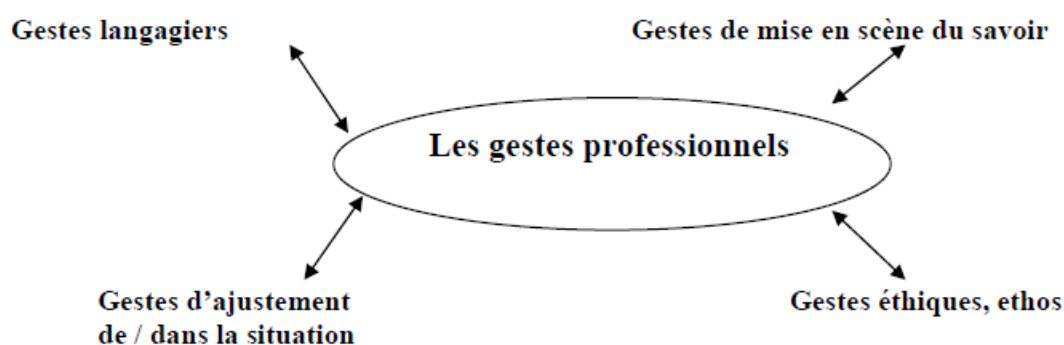 Gestes langagiers
Gestes de mise en scène du savoir
Les gestes professionnels
Gestes d’ajustement
de / dans la situation
Gestes éthiques, ethos